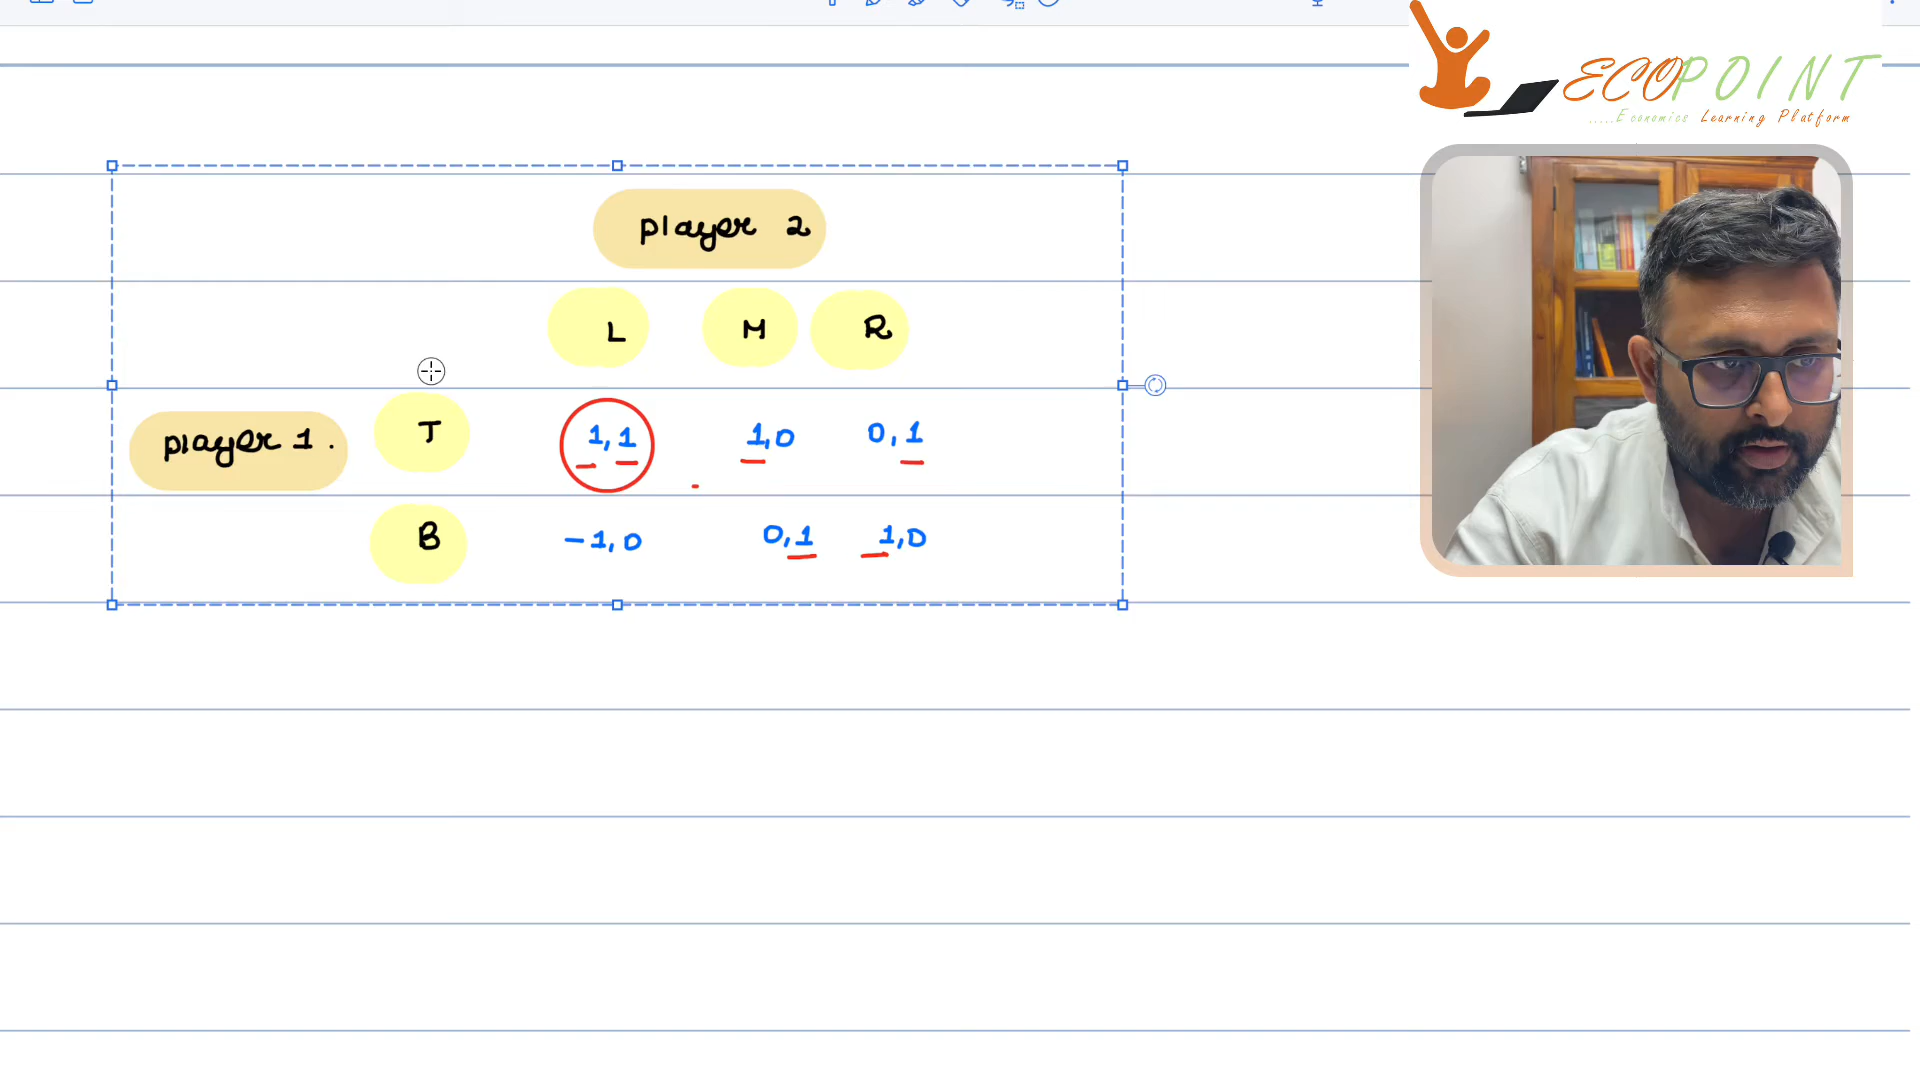 ECOPOINT
.....Economics Learning Platform
player 2
L M R
player 1. T 1,1 1,0 0,1
B -1,0 0,1 1,0